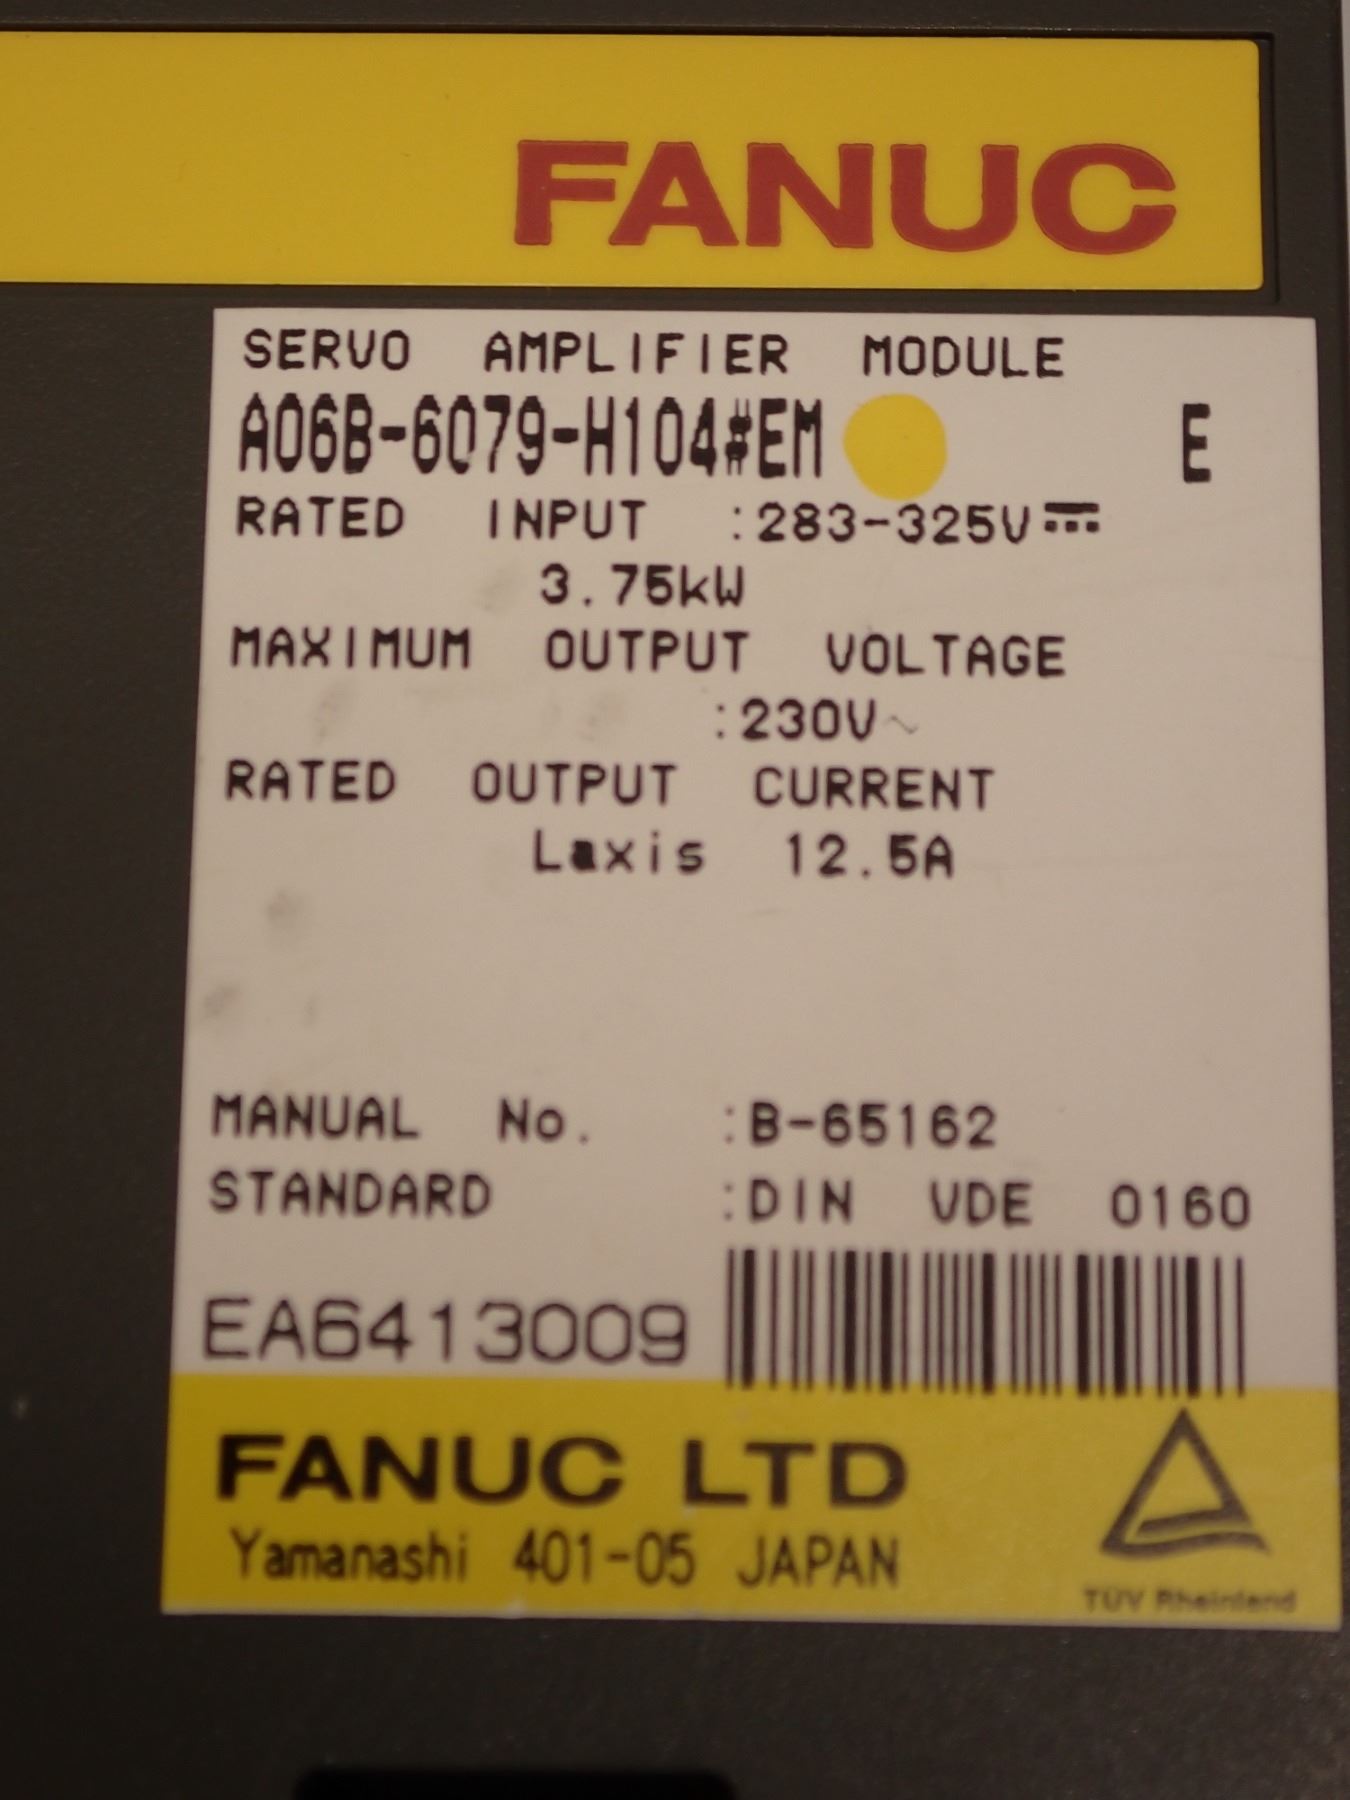 FANUC
SERVO AMPLIFIER MODULE
A06B-6079-H104#EM E
RATED INPUT :283-325V⎓
3.75kW
MAXIMUM OUTPUT VOLTAGE
:230V~
RATED OUTPUT CURRENT
Laxis 12.5A
MANUAL No. :B-65162
STANDARD :DIN VDE 0160
EA6413009
FANUC LTD
Yamanashi 401-05 JAPAN
TÜV Rheinland